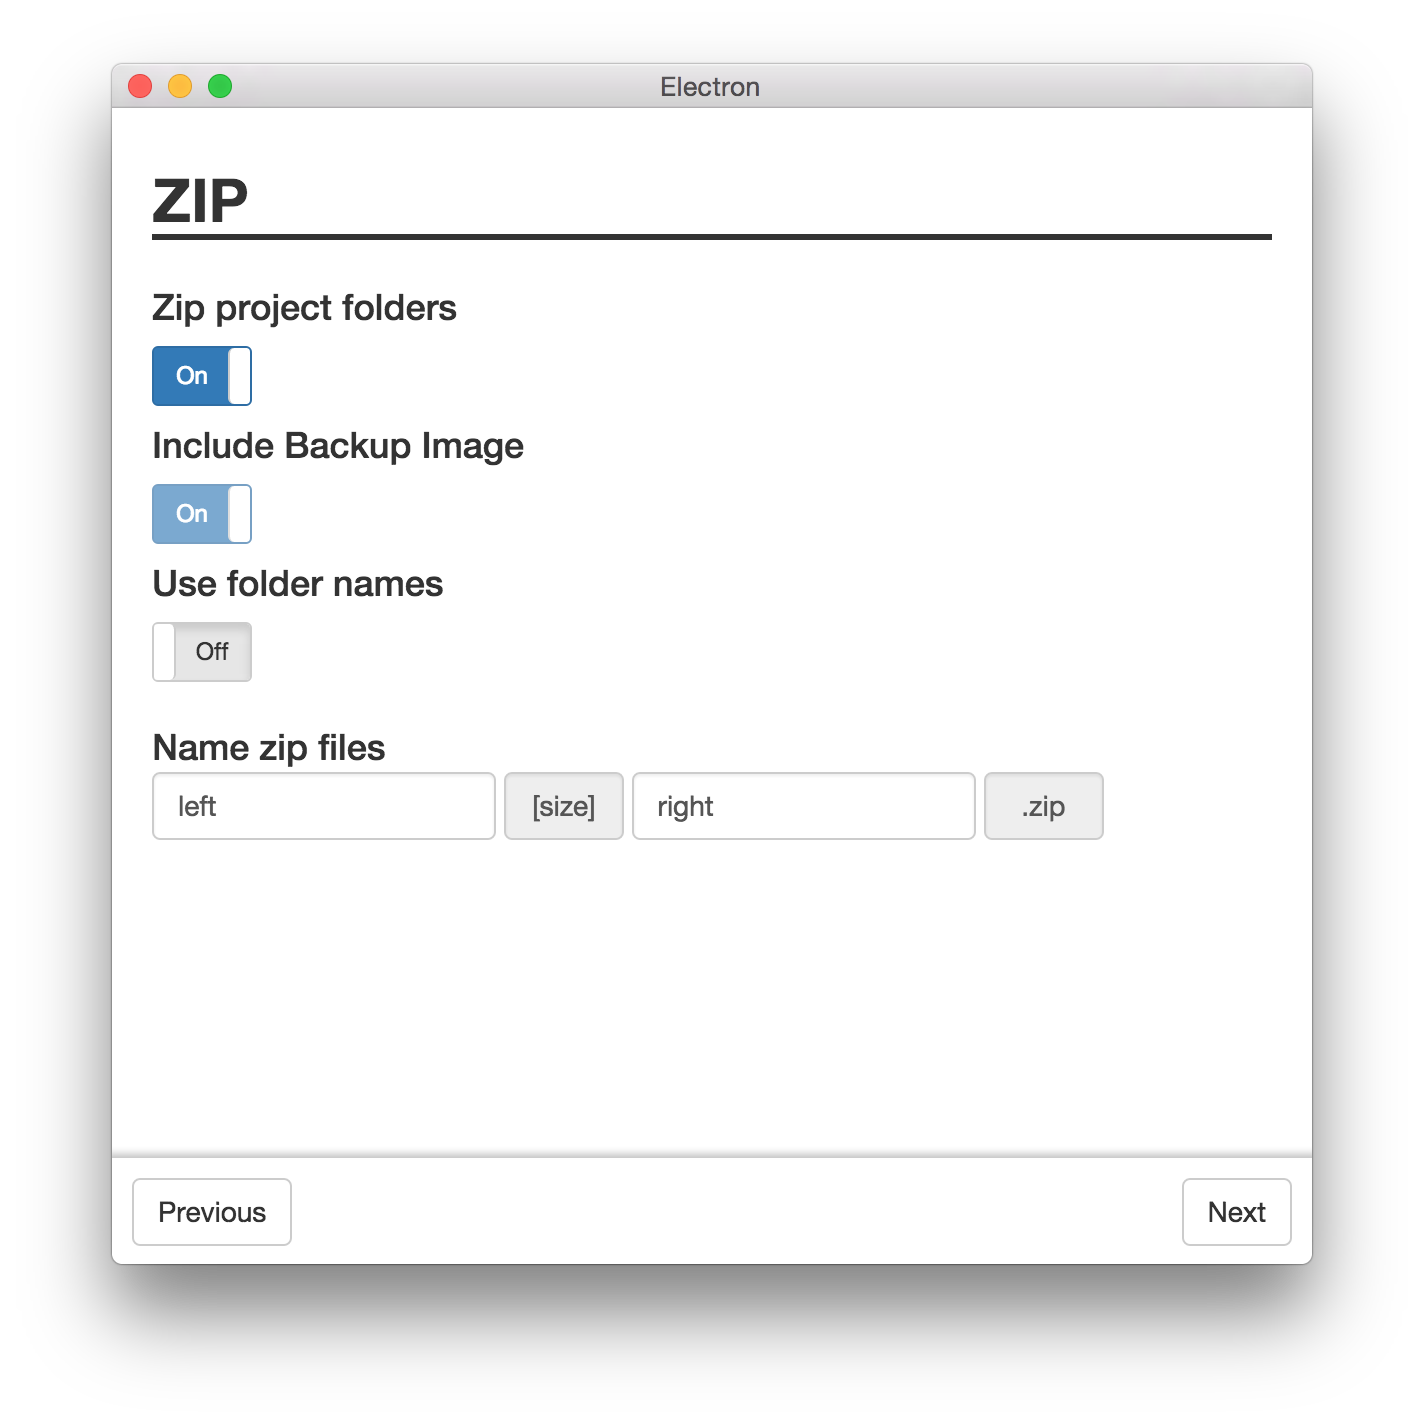 Electron
ZIP
Zip project folders
On
Include Backup Image
On
Use folder names
Off
Name zip files
left [size] right .zip
Previous Next